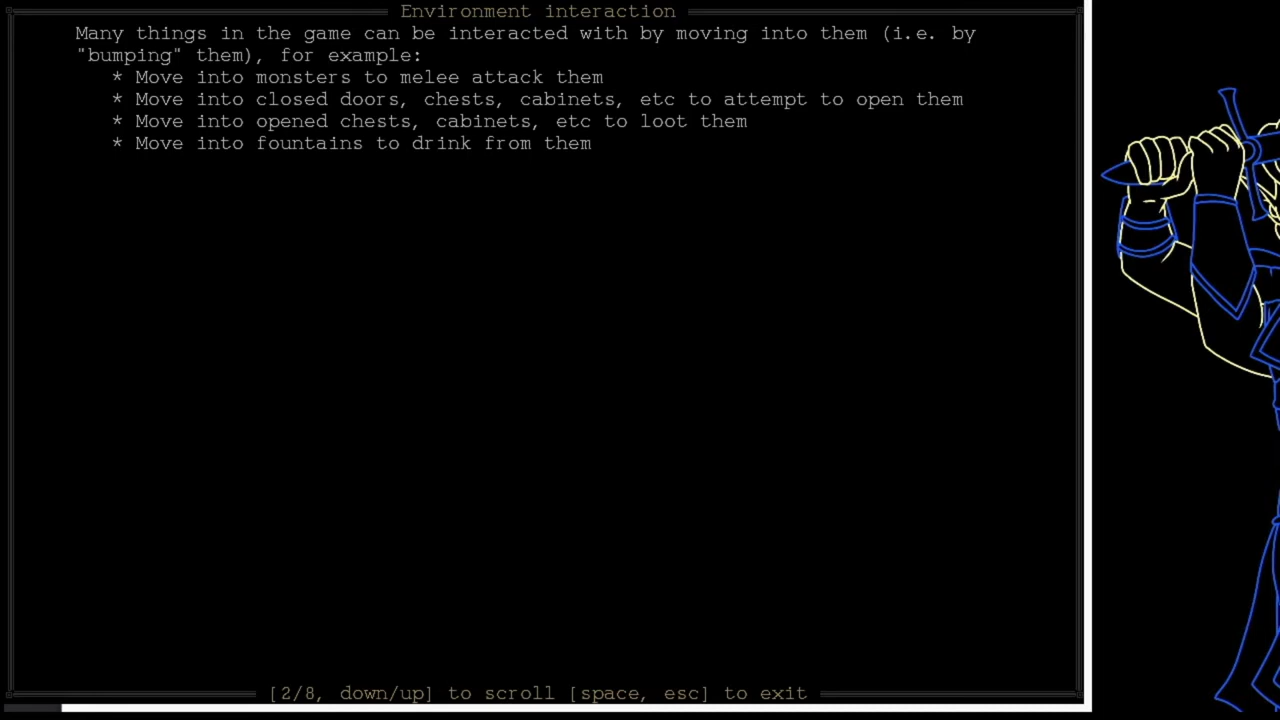 Environment interaction
Many things in the game can be interacted with by moving into them (i.e. by
"bumping" them), for example:
* Move into monsters to melee attack them
* Move into closed doors, chests, cabinets, etc to attempt to open them
* Move into opened chests, cabinets, etc to loot them
* Move into fountains to drink from them
[2/8, down/up] to scroll [space, esc] to exit